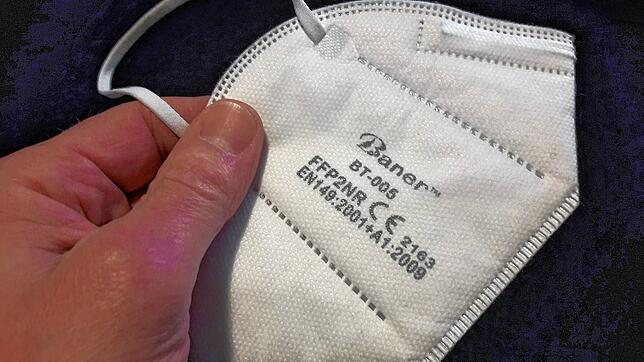 Baner™
BT-005
FFP2NR CE 2163
EN149:2001+A1:2009